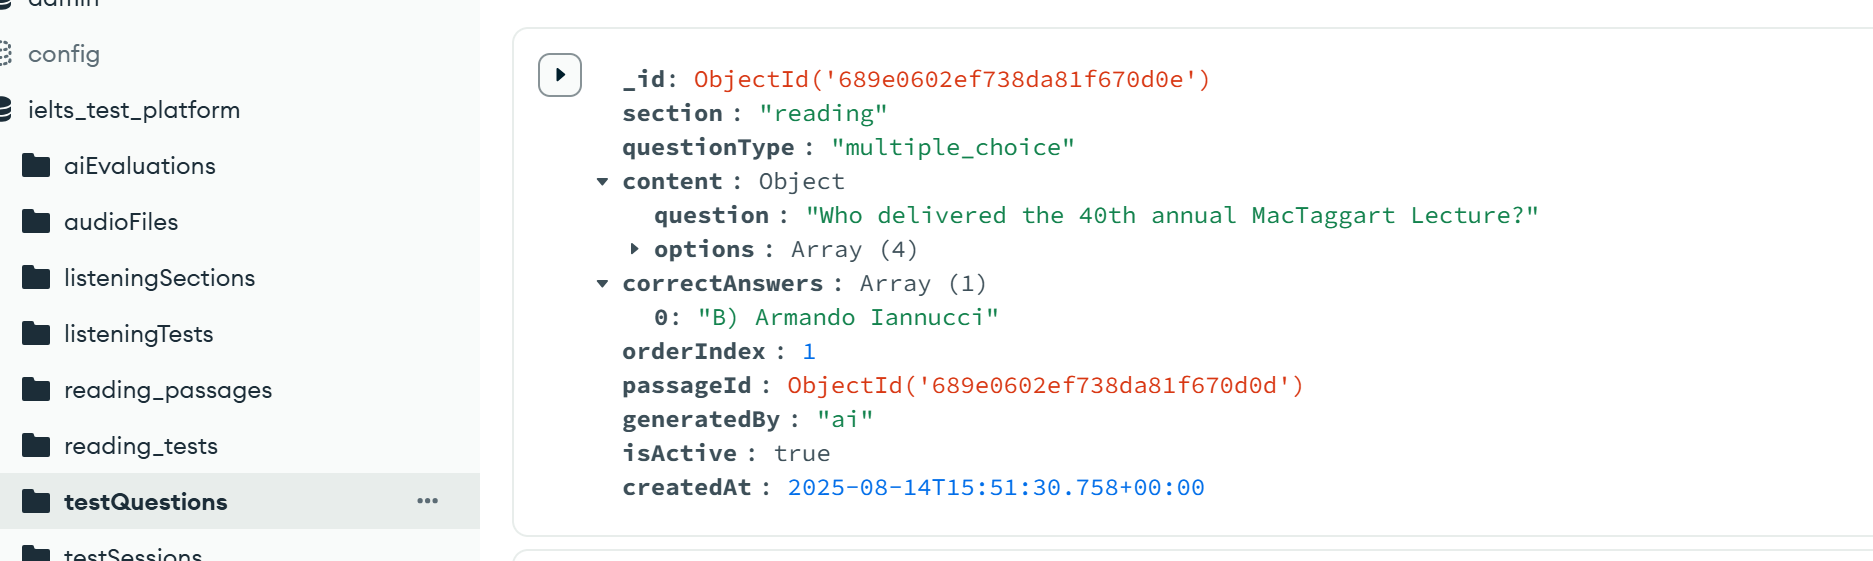 admin
config
ielts_test_platform
aiEvaluations
audioFiles
listeningSections
listeningTests
reading_passages
reading_tests
testQuestions
testSessions
_id: ObjectId('689e0602ef738da81f670d0e')
section : "reading"
questionType : "multiple_choice"
content : Object
question : "Who delivered the 40th annual MacTaggart Lecture?"
options : Array (4)
correctAnswers : Array (1)
0: "B) Armando Iannucci"
orderIndex : 1
passageId : ObjectId('689e0602ef738da81f670d0d')
generatedBy : "ai"
isActive : true
createdAt : 2025-08-14T15:51:30.758+00:00